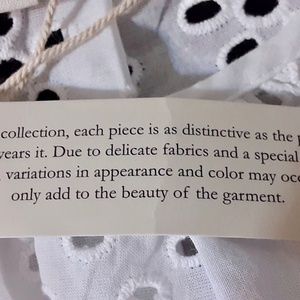 collection, each piece is as distinctive as the
wears it. Due to delicate fabrics and a special
variations in appearance and color may
only add to the beauty of the garment.